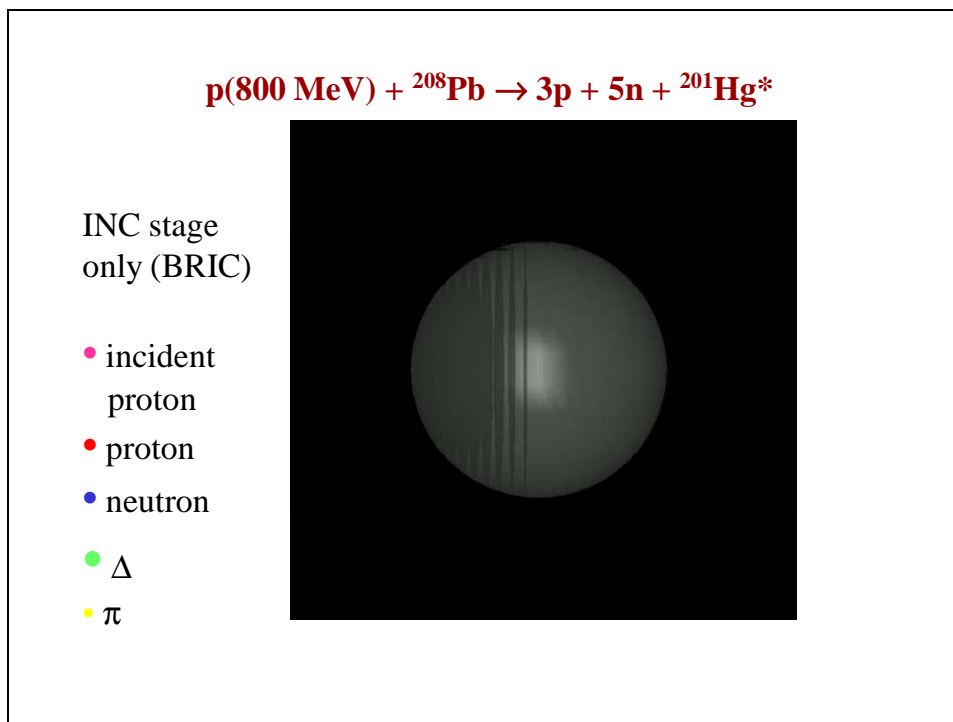 p(800 MeV) + ²⁰⁸Pb → 3p + 5n + ²⁰¹Hg*
INC stage
only (BRIC)
• incident
proton
• proton
• neutron
• Δ
• π